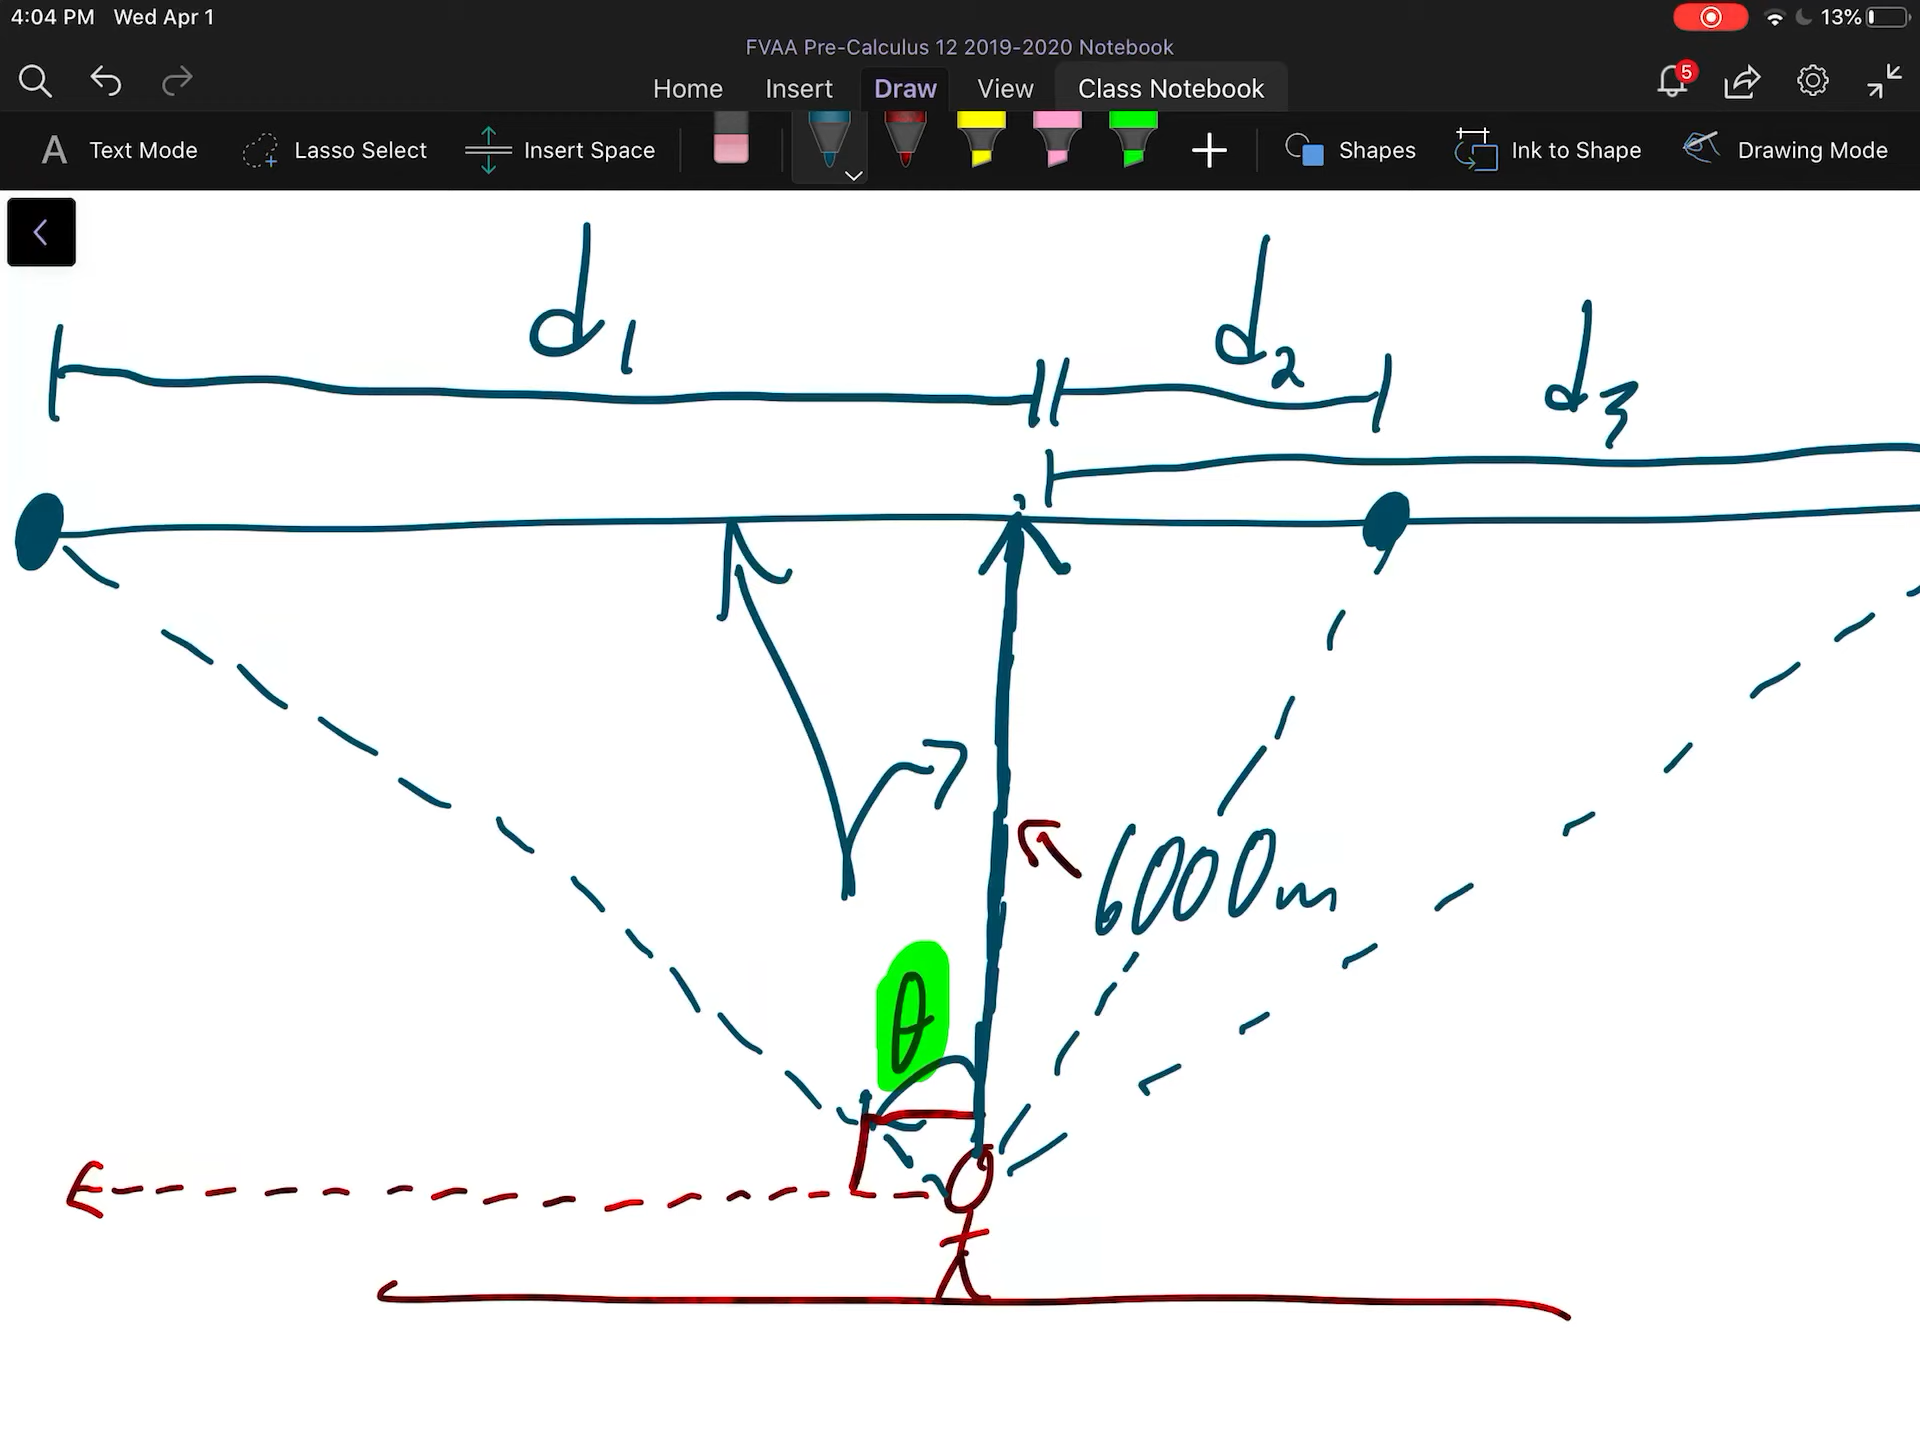 4:04 PM Wed Apr 1
13%
FVAA Pre-Calculus 12 2019-2020 Notebook
Home Insert Draw View Class Notebook
5
A Text Mode Lasso Select Insert Space Shapes Ink to Shape Drawing Mode
d1
d2
d3
6000m
θ